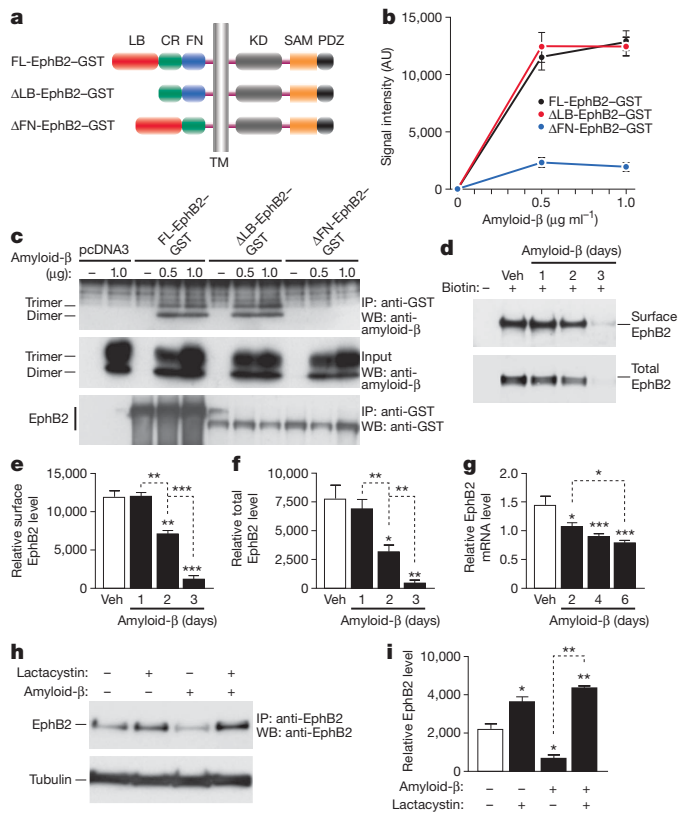 a
LB CR FN KD SAM PDZ
FL-EphB2–GST
ΔLB-EphB2–GST
ΔFN-EphB2–GST
TM
b
Signal intensity (AU)
15,000
10,000
5,000
0
FL-EphB2–GST
ΔLB-EphB2–GST
ΔFN-EphB2–GST
0 0.5 1.0
Amyloid-β (μg ml⁻¹)
c
pcDNA3 FL-EphB2–GST ΔLB-EphB2–GST ΔFN-EphB2–GST
Amyloid-β (μg):
– 1.0 – 0.5 1.0 – 0.5 1.0 – 0.5 1.0
Trimer
Dimer
IP: anti-GST
WB: anti-amyloid-β
Trimer
Dimer
Input
WB: anti-amyloid-β
EphB2
IP: anti-GST
WB: anti-GST
d
Amyloid-β (days)
Veh 1 2 3
Biotin: – + + + +
Surface EphB2
Total EphB2
e
Relative surface EphB2 level
15,000
10,000
5,000
0
** ***
**
***
Veh 1 2 3
Amyloid-β (days)
f
Relative total EphB2 level
10,000
7,500
5,000
2,500
0
** **
*
**
Veh 1 2 3
Amyloid-β (days)
g
Relative EphB2 mRNA level
2.0
1.5
1.0
0.5
0
*
* *** ***
Veh 2 4 6
Amyloid-β (days)
h
Lactacystin: – + – +
Amyloid-β: – – + +
EphB2
IP: anti-EphB2
WB: anti-EphB2
Tubulin
i
Relative EphB2 level
10,000
4,000
2,000
0
**
* * **
Amyloid-β: – – + +
Lactacystin: – + – +